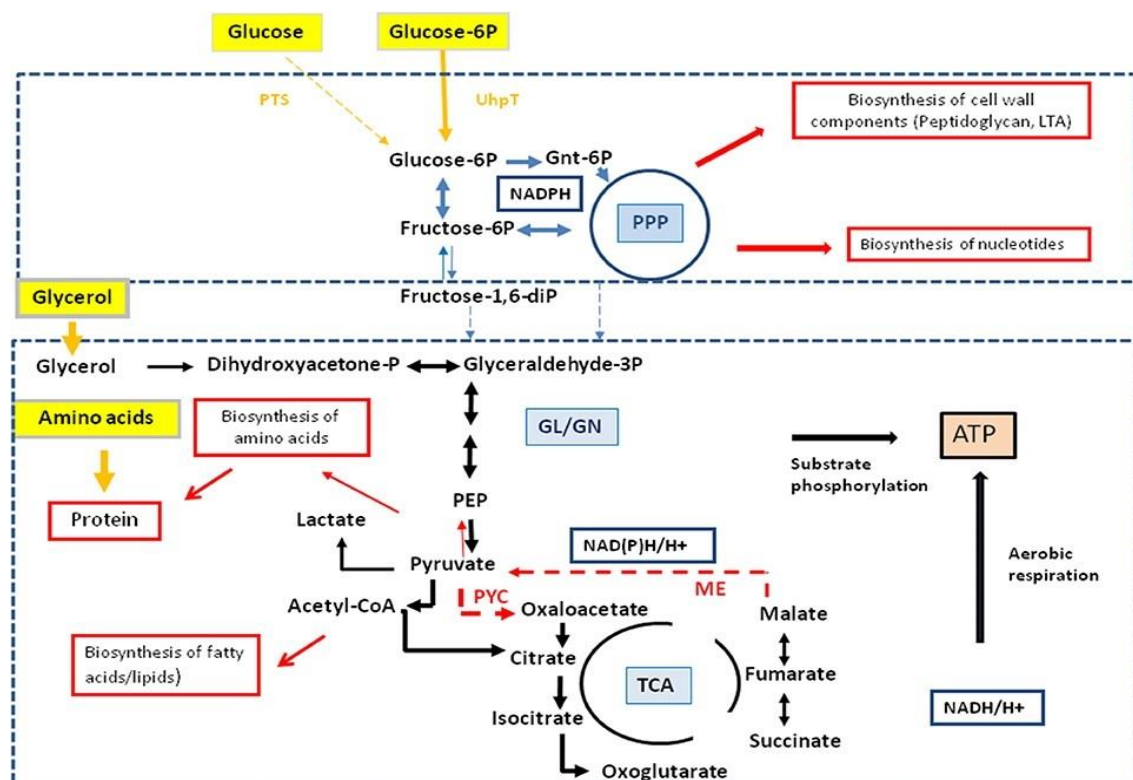 Glucose
Glucose-6P
PTS
UhpT
Biosynthesis of cell wall
components (Peptidoglycan, LTA)
Glucose-6P
Gnt-6P
NADPH
PPP
Fructose-6P
Biosynthesis of nucleotides
Glycerol
Fructose-1,6-diP
Glycerol
Dihydroxyacetone-P
Glyceraldehyde-3P
Amino acids
Biosynthesis of
amino acids
GL/GN
ATP
Substrate
phosphorylation
PEP
Protein
Lactate
NAD(P)H/H+
Aerobic
respiration
Pyruvate
PYC
ME
Acetyl-CoA
Oxaloacetate
Malate
Biosynthesis of fatty
acids/lipids)
Citrate
TCA
Fumarate
Isocitrate
NADH/H+
Succinate
Oxoglutarate